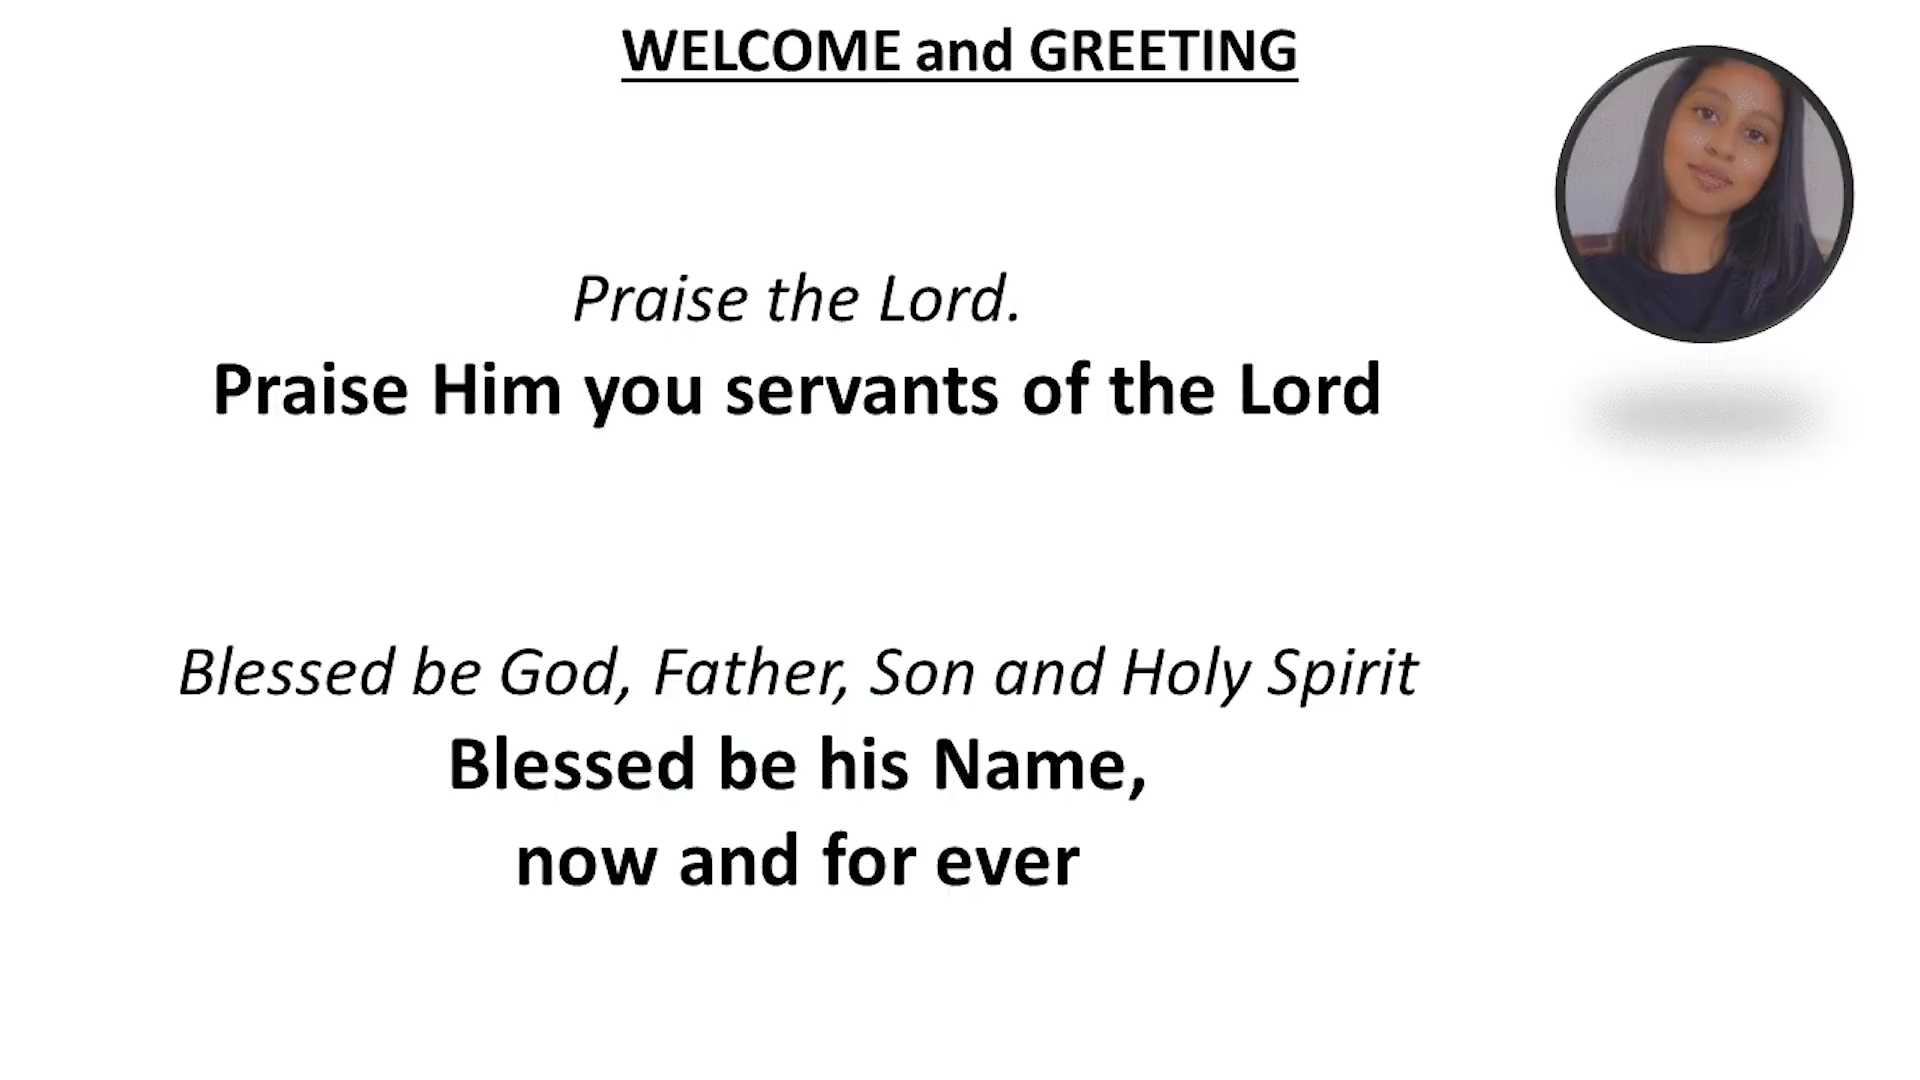 WELCOME and GREETING
Praise the Lord.
Praise Him you servants of the Lord
Blessed be God, Father, Son and Holy Spirit
Blessed be his Name,
now and for ever